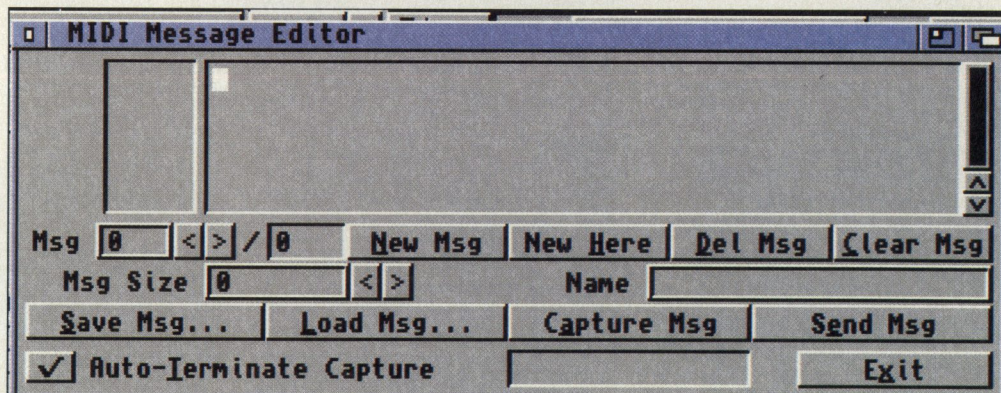 MIDI Message Editor
Msg 0 < > / 0 New Msg New Here Del Msg Clear Msg
Msg Size 0 < > Name
Save Msg... Load Msg... Capture Msg Send Msg
✓ Auto-Terminate Capture Exit